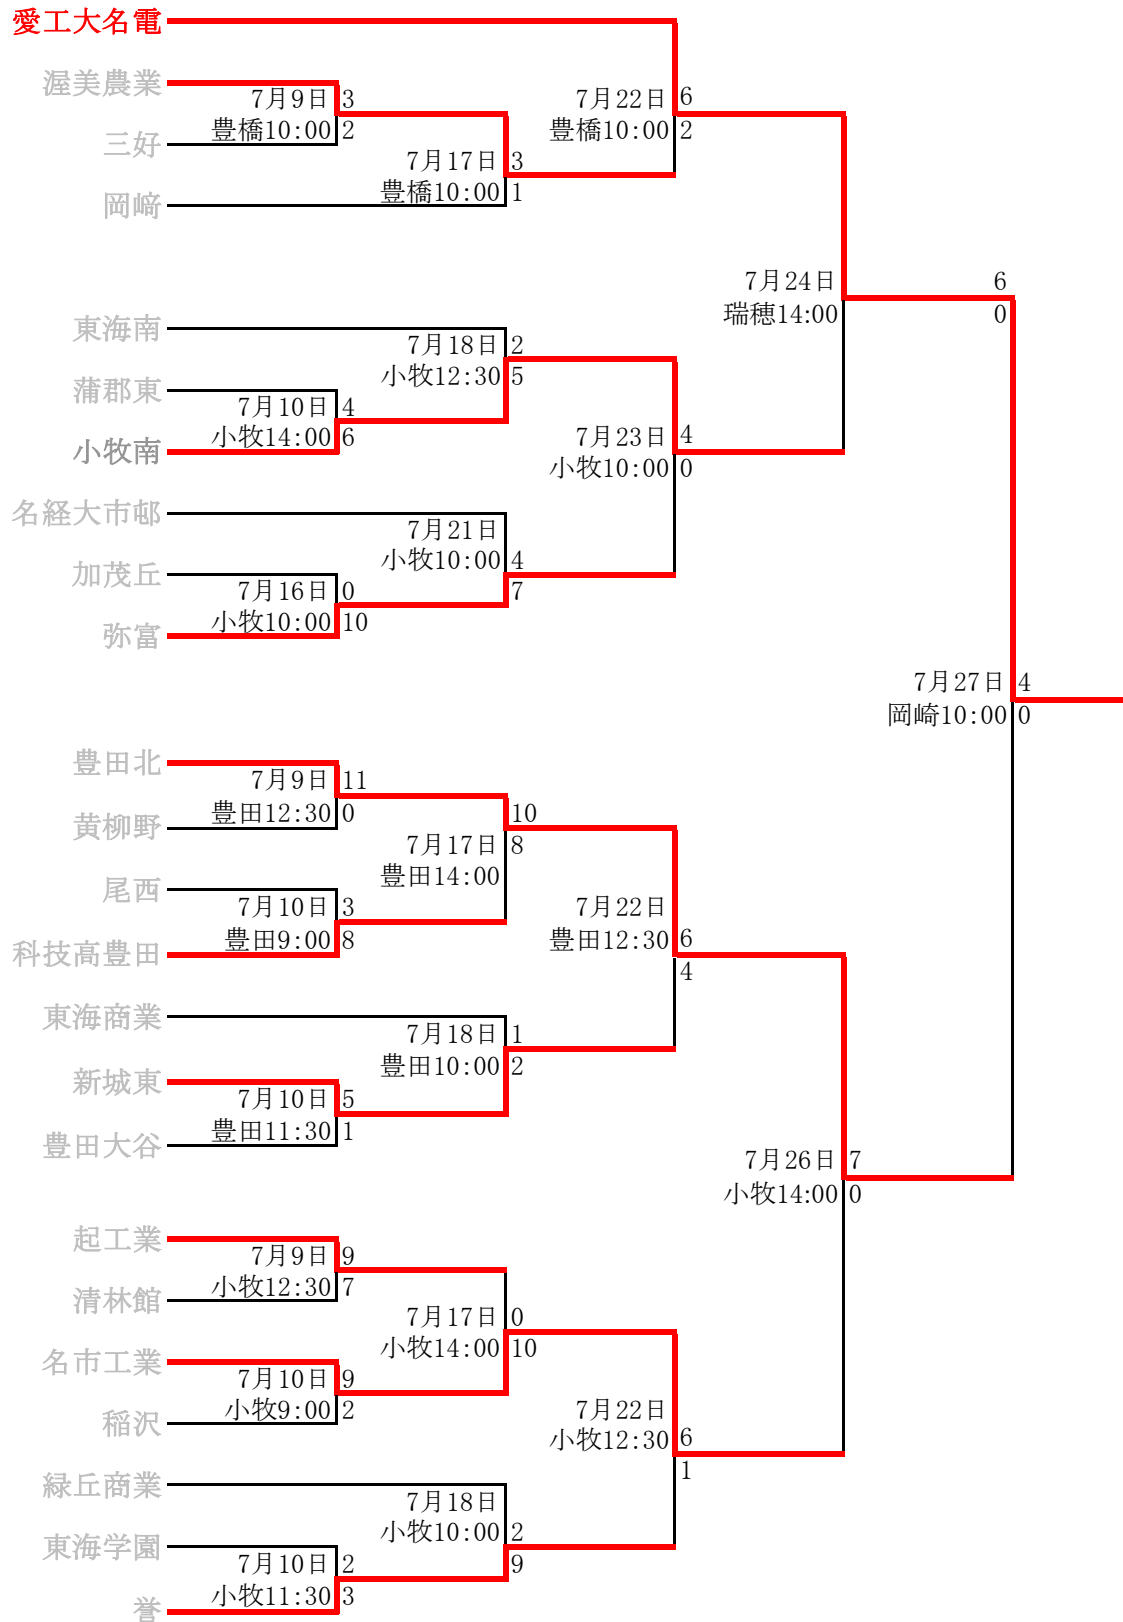 愛工大名電
渥美農業
7月9日 3
豊橋10:00 2
三好
7月17日 3
豊橋10:00 1
岡﨑
7月22日 6
豊橋10:00 2
7月24日 6
瑞穂14:00 0
東海南
7月18日 2
小牧12:30 5
蒲郡東
7月10日 4
小牧14:00 6
小牧南
7月23日 4
小牧10:00 0
名経大市邨
7月21日
小牧10:00 4
7
加茂丘
7月16日 0
小牧10:00 10
弥富
7月27日 4
岡崎10:00 0
豊田北
7月9日 11
豊田12:30 0
黄柳野
10
7月17日 8
豊田14:00
尾西
7月10日 3
豊田9:00 8
科技高豊田
7月22日
豊田12:30 6
4
東海商業
7月18日 1
豊田10:00 2
新城東
7月10日 5
豊田11:30 1
豊田大谷
7月26日 7
小牧14:00 0
起工業
7月9日 9
小牧12:30 7
清林館
7月17日 0
小牧14:00 10
名市工業
7月10日 9
小牧9:00 2
稲沢
7月22日
小牧12:30 6
1
緑丘商業
7月18日
小牧10:00 2
9
東海学園
7月10日 2
小牧11:30 3
誉